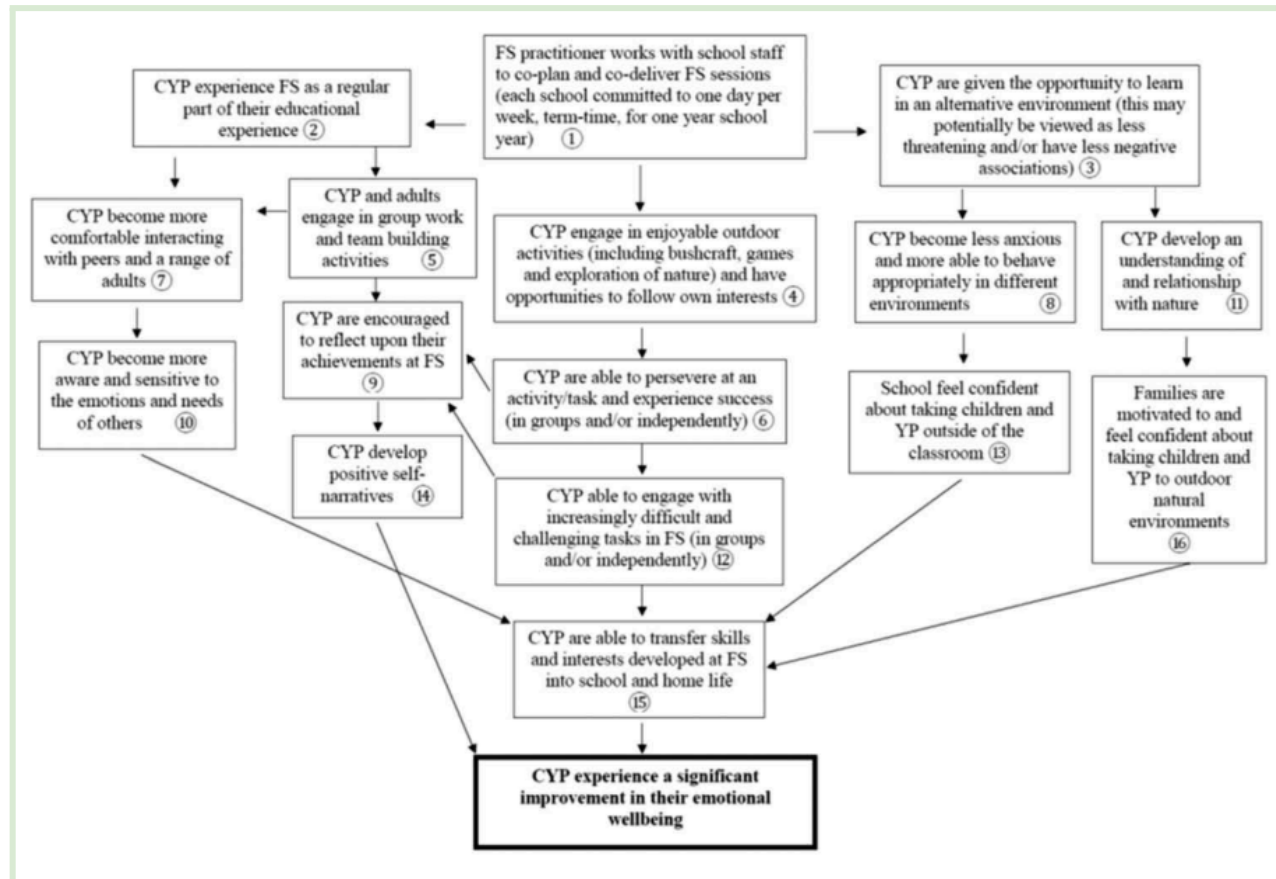 FS practitioner works with school staff
to co-plan and co-deliver FS sessions
(each school committed to one day per
week, term-time, for one year school
year) ①
CYP experience FS as a regular
part of their educational
experience ②
CYP are given the opportunity to learn
in an alternative environment (this may
potentially be viewed as less
threatening and/or have less negative
associations) ③
CYP and adults
engage in group work
and team building
activities ⑤
CYP become more
comfortable interacting
with peers and a range of
adults ⑦
CYP engage in enjoyable outdoor
activities (including bushcraft, games
and exploration of nature) and have
opportunities to follow own interests ④
CYP become less anxious
and more able to behave
appropriately in different
environments ⑧
CYP develop an
understanding of
and relationship
with nature ⑪
CYP are encouraged
to reflect upon their
achievements at FS
⑨
CYP become more
aware and sensitive to
the emotions and needs
of others ⑩
CYP are able to persevere at an
activity/task and experience success
(in groups and/or independently) ⑥
School feel confident
about taking children and
YP outside of the
classroom ⑬
Families are
motivated to and
feel confident about
taking children and
YP to outdoor
natural
environments
⑯
CYP develop
positive self-
narratives ⑭
CYP able to engage with
increasingly difficult and
challenging tasks in FS (in groups
and/or independently) ⑫
CYP are able to transfer skills
and interests developed at FS
into school and home life
⑮
CYP experience a significant
improvement in their emotional
wellbeing